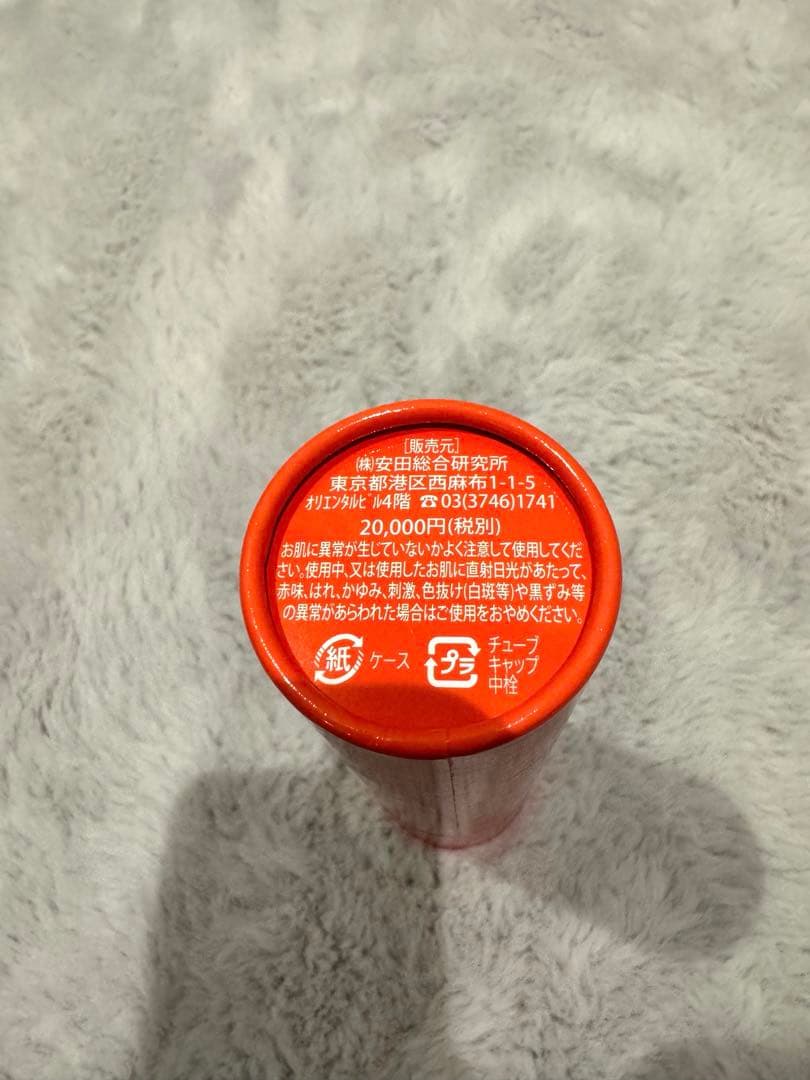 [販売元]
㈱安田総合研究所
東京都港区西麻布1-1-5
オリエンタルビル4階 ☎03(3746)1741
20,000円(税別)
お肌に異常が生じていないかよく注意して使用してくだ
さい。使用中、又は使用したお肌に直射日光があたって、
赤味、はれ、かゆみ、刺激、色抜け(白斑等)や黒ずみ等
の異常があらわれた場合はご使用をおやめください。
紙 ケース
プラ チューブ
キャップ
中栓